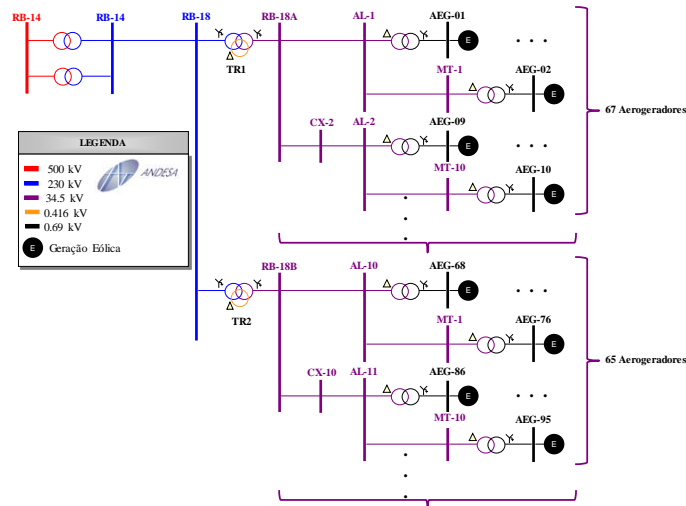 RB-14 RB-14 RB-18 RB-18A AL-1 AEG-01
E . . .
TR1
MT-1 AEG-02
E
67 Aerogeradores
CX-2 AL-2 AEG-09
E . . .
MT-10 AEG-10
E
LEGENDA
500 kV
230 kV
34.5 kV
0.416 kV
0.69 kV
E Geração Eólica
ANDESA
RB-18B AL-10 AEG-68
E . . .
TR2
MT-1 AEG-76
E
65 Aerogeradores
CX-10 AL-11 AEG-86
E . . .
MT-10 AEG-95
E